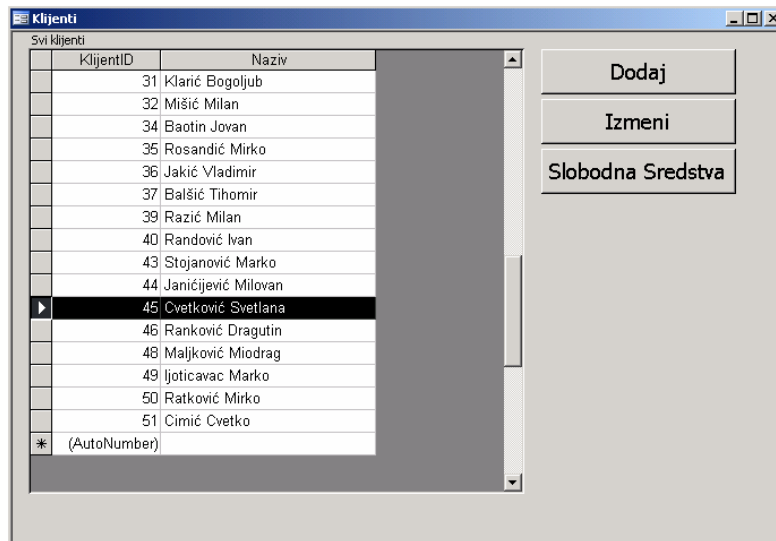 Klijenti
Svi klijenti
KlijentID Naziv
31 Klarić Bogoljub
32 Mišić Milan
34 Baotin Jovan
35 Rosandić Mirko
36 Jakić Vladimir
37 Balšić Tihomir
39 Razić Milan
40 Randović Ivan
43 Stojanović Marko
44 Janićijević Milovan
45 Cvetković Svetlana
46 Ranković Dragutin
48 Maljković Miodrag
49 ljoticavac Marko
50 Ratković Mirko
51 Cimić Cvetko
(AutoNumber)
Dodaj
Izmeni
Slobodna Sredstva